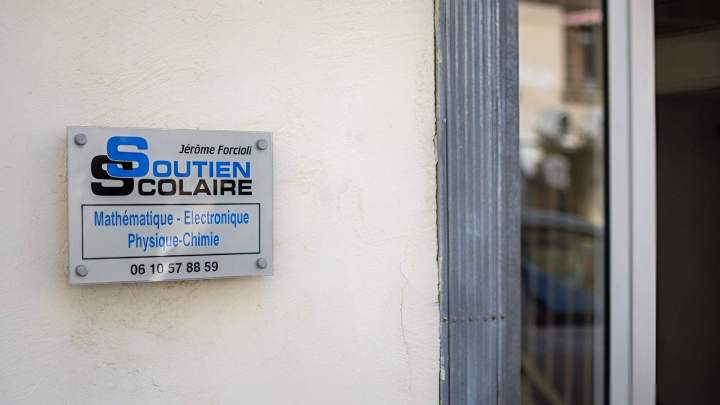 Jérôme Forcioli
SOUTIEN
SCOLAIRE
Mathématique - Electronique
Physique-Chimie
06 10 57 88 59